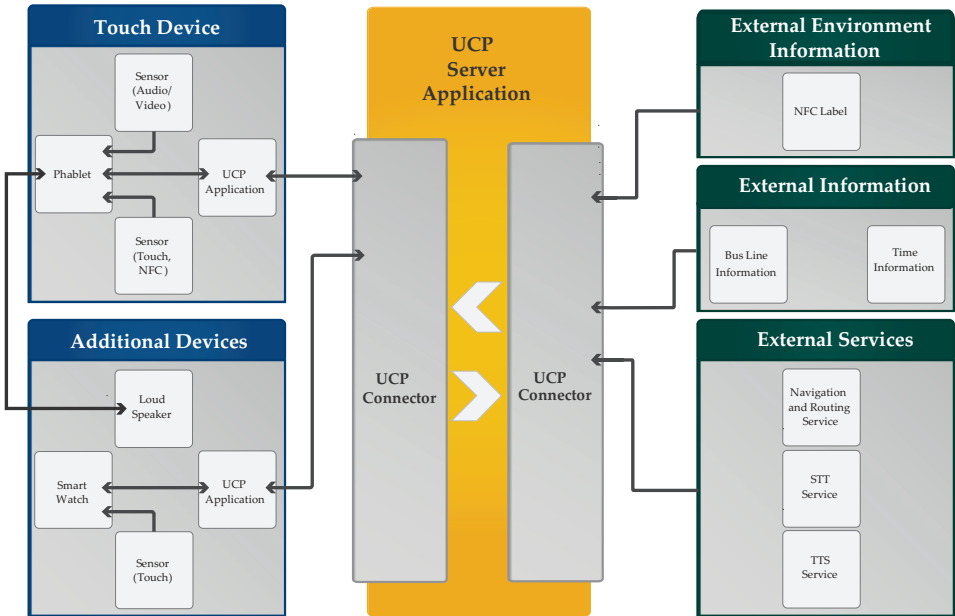 Touch Device
Sensor
(Audio/
Video)
Phablet
UCP
Application
Sensor
(Touch,
NFC)
Additional Devices
Loud
Speaker
Smart
Watch
UCP
Application
Sensor
(Touch)
UCP
Server
Application
UCP
Connector
UCP
Connector
External Environment
Information
NFC Label
External Information
Bus Line
Information
Time
Information
External Services
Navigation
and Routing
Service
STT
Service
TTS
Service